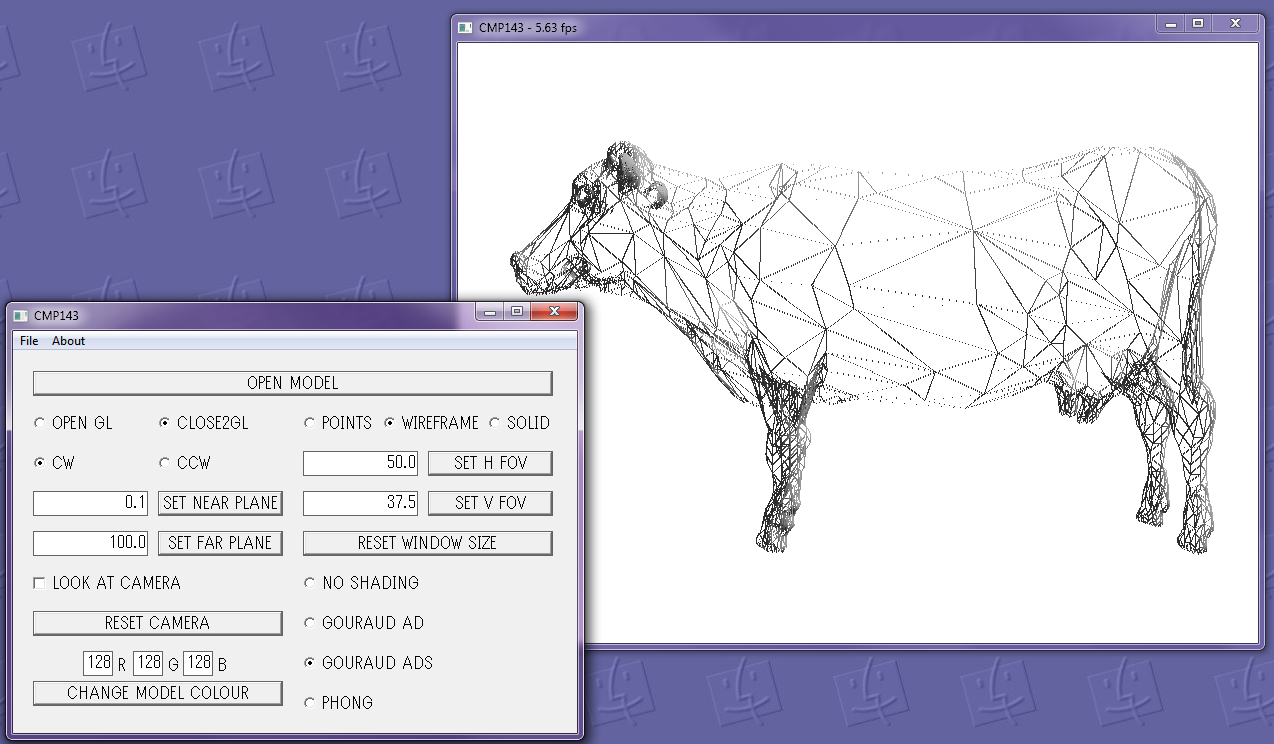 CMP143 - 5.63 fps
CMP143
File About
OPEN MODEL
OPEN GL CLOSE2GL POINTS WIREFRAME SOLID
CW CCW 50.0 SET H FOV
0.1 SET NEAR PLANE 37.5 SET V FOV
100.0 SET FAR PLANE RESET WINDOW SIZE
LOOK AT CAMERA NO SHADING
RESET CAMERA GOURAUD AD
128 R 128 G 128 B GOURAUD ADS
CHANGE MODEL COLOUR PHONG